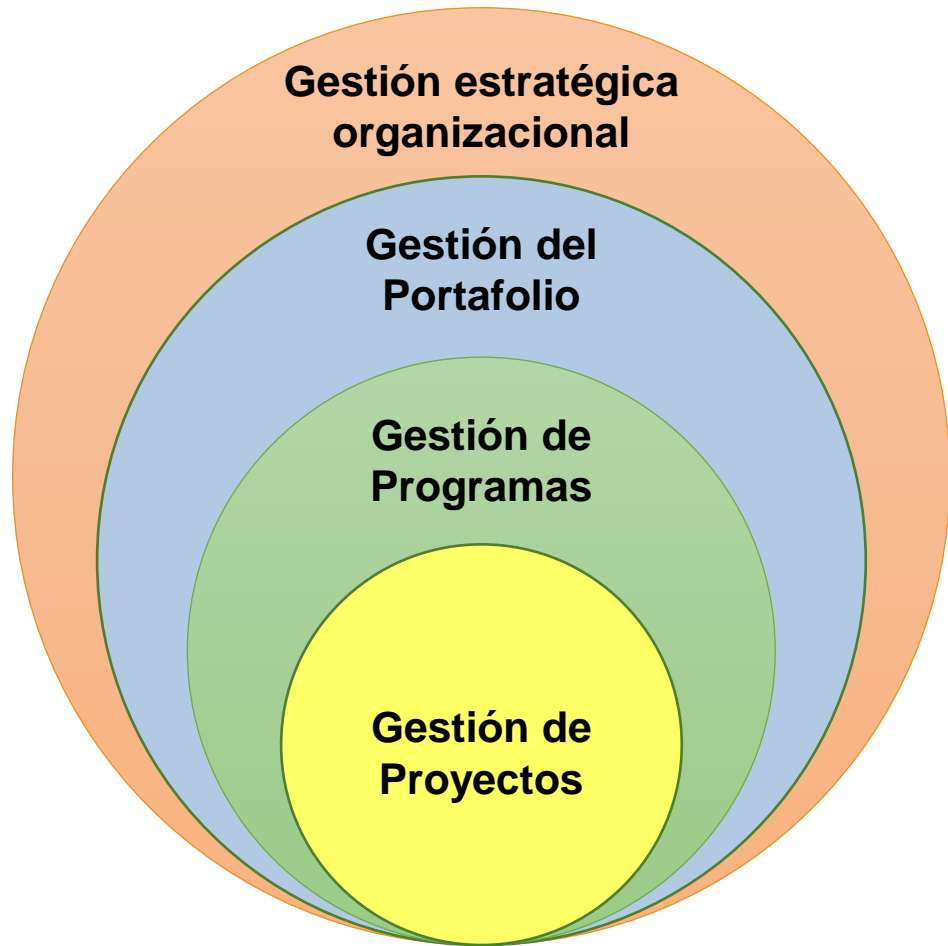 Gestión estratégica
organizacional
Gestión del
Portafolio
Gestión de
Programas
Gestión de
Proyectos